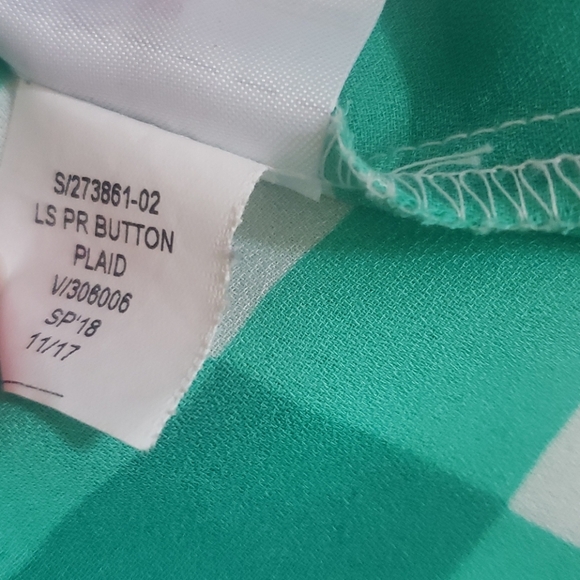 S/273861-02
LS PR BUTTON
PLAID
V/306006
SP'18
11/17